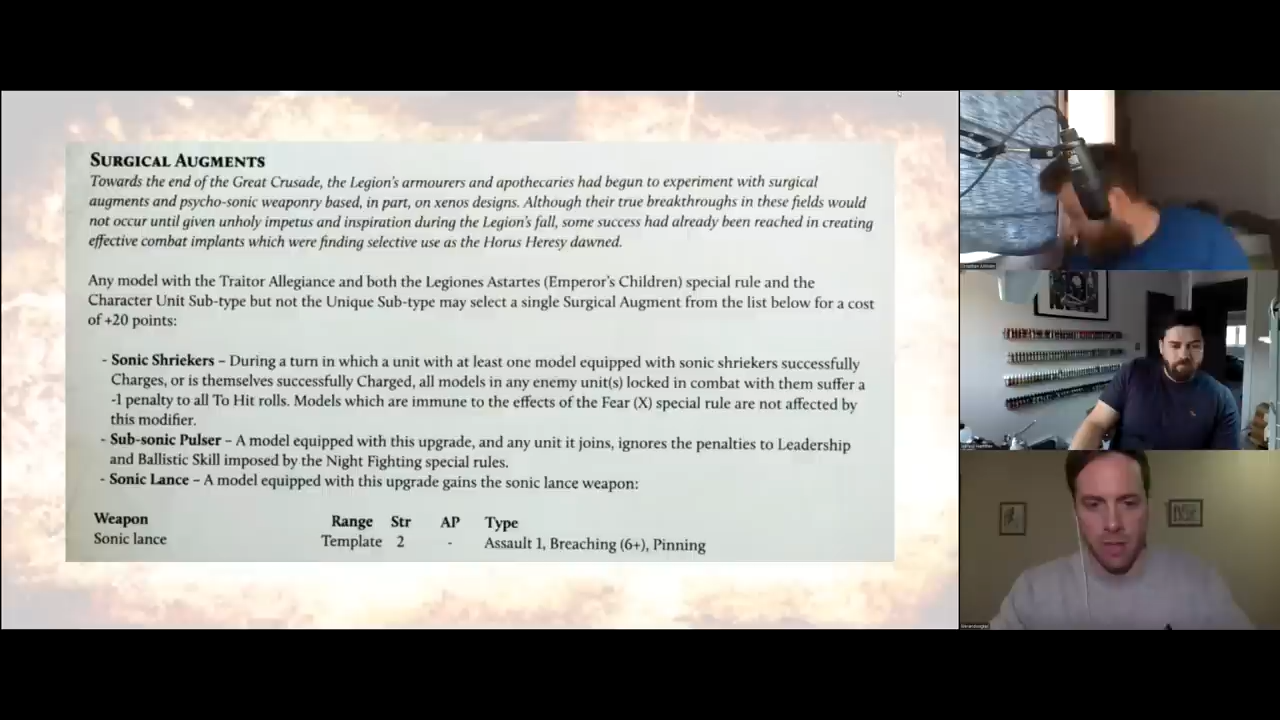 SURGICAL AUGMENTS
Towards the end of the Great Crusade, the Legion's armourers and apothecaries had begun to experiment with surgical
augments and psycho-sonic weaponry based, in part, on xenos designs. Although their true breakthroughs in these fields would
not occur until given unholy impetus and inspiration during the Legion's fall, some success had already been reached in creating
effective combat implants which were finding selective use as the Horus Heresy dawned.
Any model with the Traitor Allegiance and both the Legiones Astartes (Emperor's Children) special rule and the
Character Unit Sub-type but not the Unique Sub-type may select a single Surgical Augment from the list below for a cost
of +20 points:
- Sonic Shriekers – During a turn in which a unit with at least one model equipped with sonic shriekers successfully
Charges, or is themselves successfully Charged, all models in any enemy unit(s) locked in combat with them suffer a
-1 penalty to all To Hit rolls. Models which are immune to the effects of the Fear (X) special rule are not affected by
this modifier.
- Sub-sonic Pulser – A model equipped with this upgrade, and any unit it joins, ignores the penalties to Leadership
and Ballistic Skill imposed by the Night Fighting special rules.
- Sonic Lance – A model equipped with this upgrade gains the sonic lance weapon:
Weapon Range Str AP Type
Sonic lance Template 2 - Assault 1, Breaching (6+), Pinning